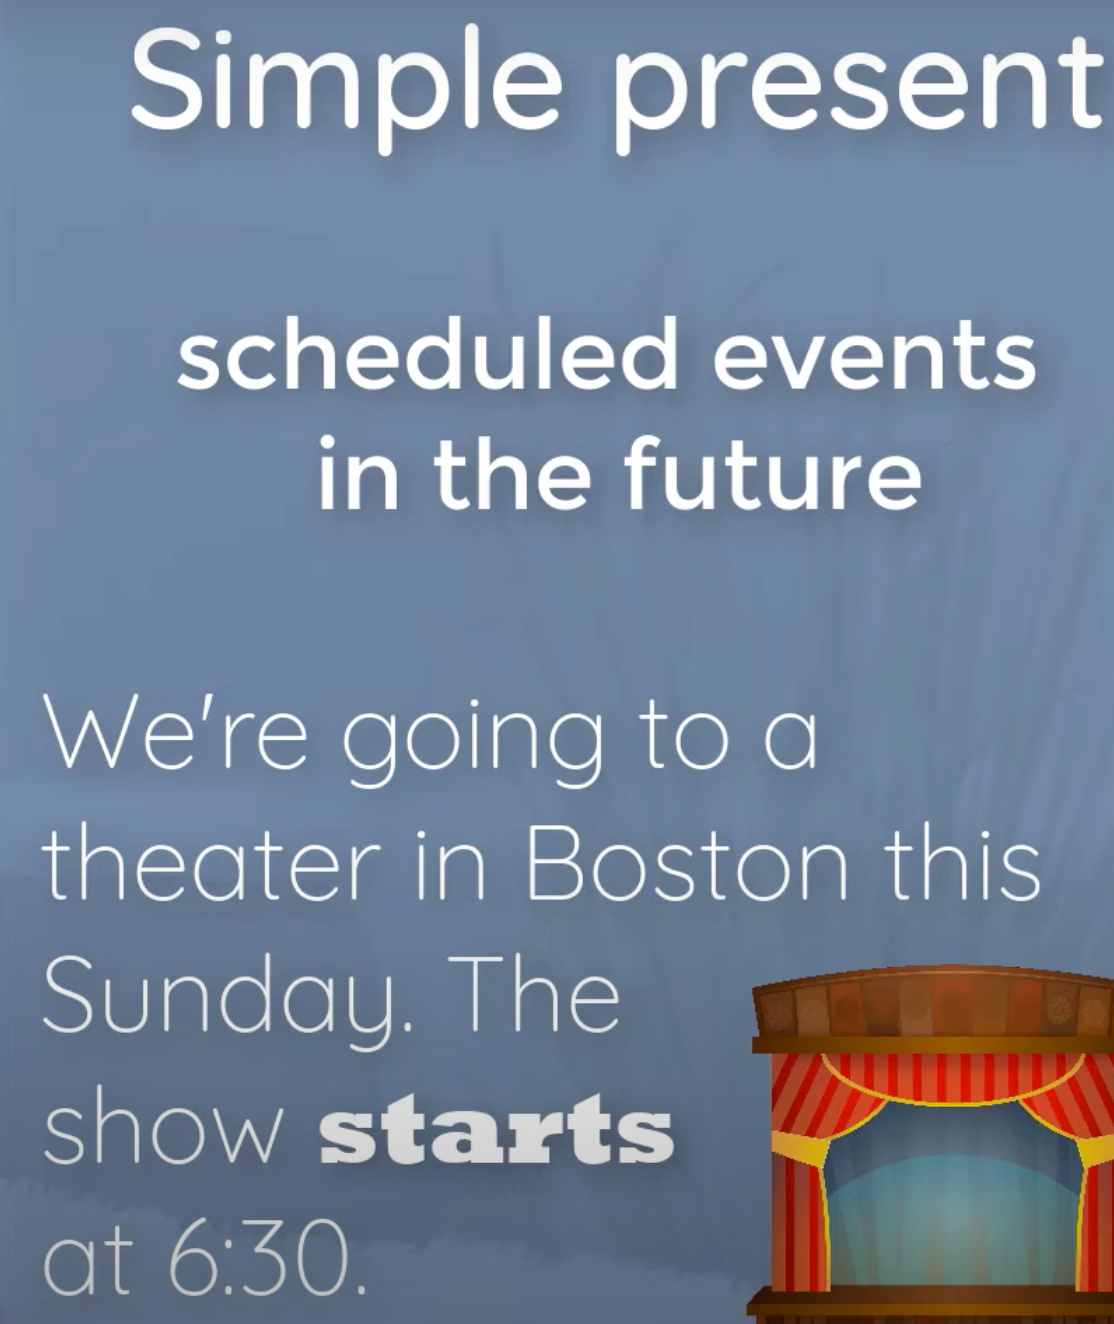 Simple present
scheduled events
in the future
We're going to a
theater in Boston this
Sunday. The
show starts
at 6:30.